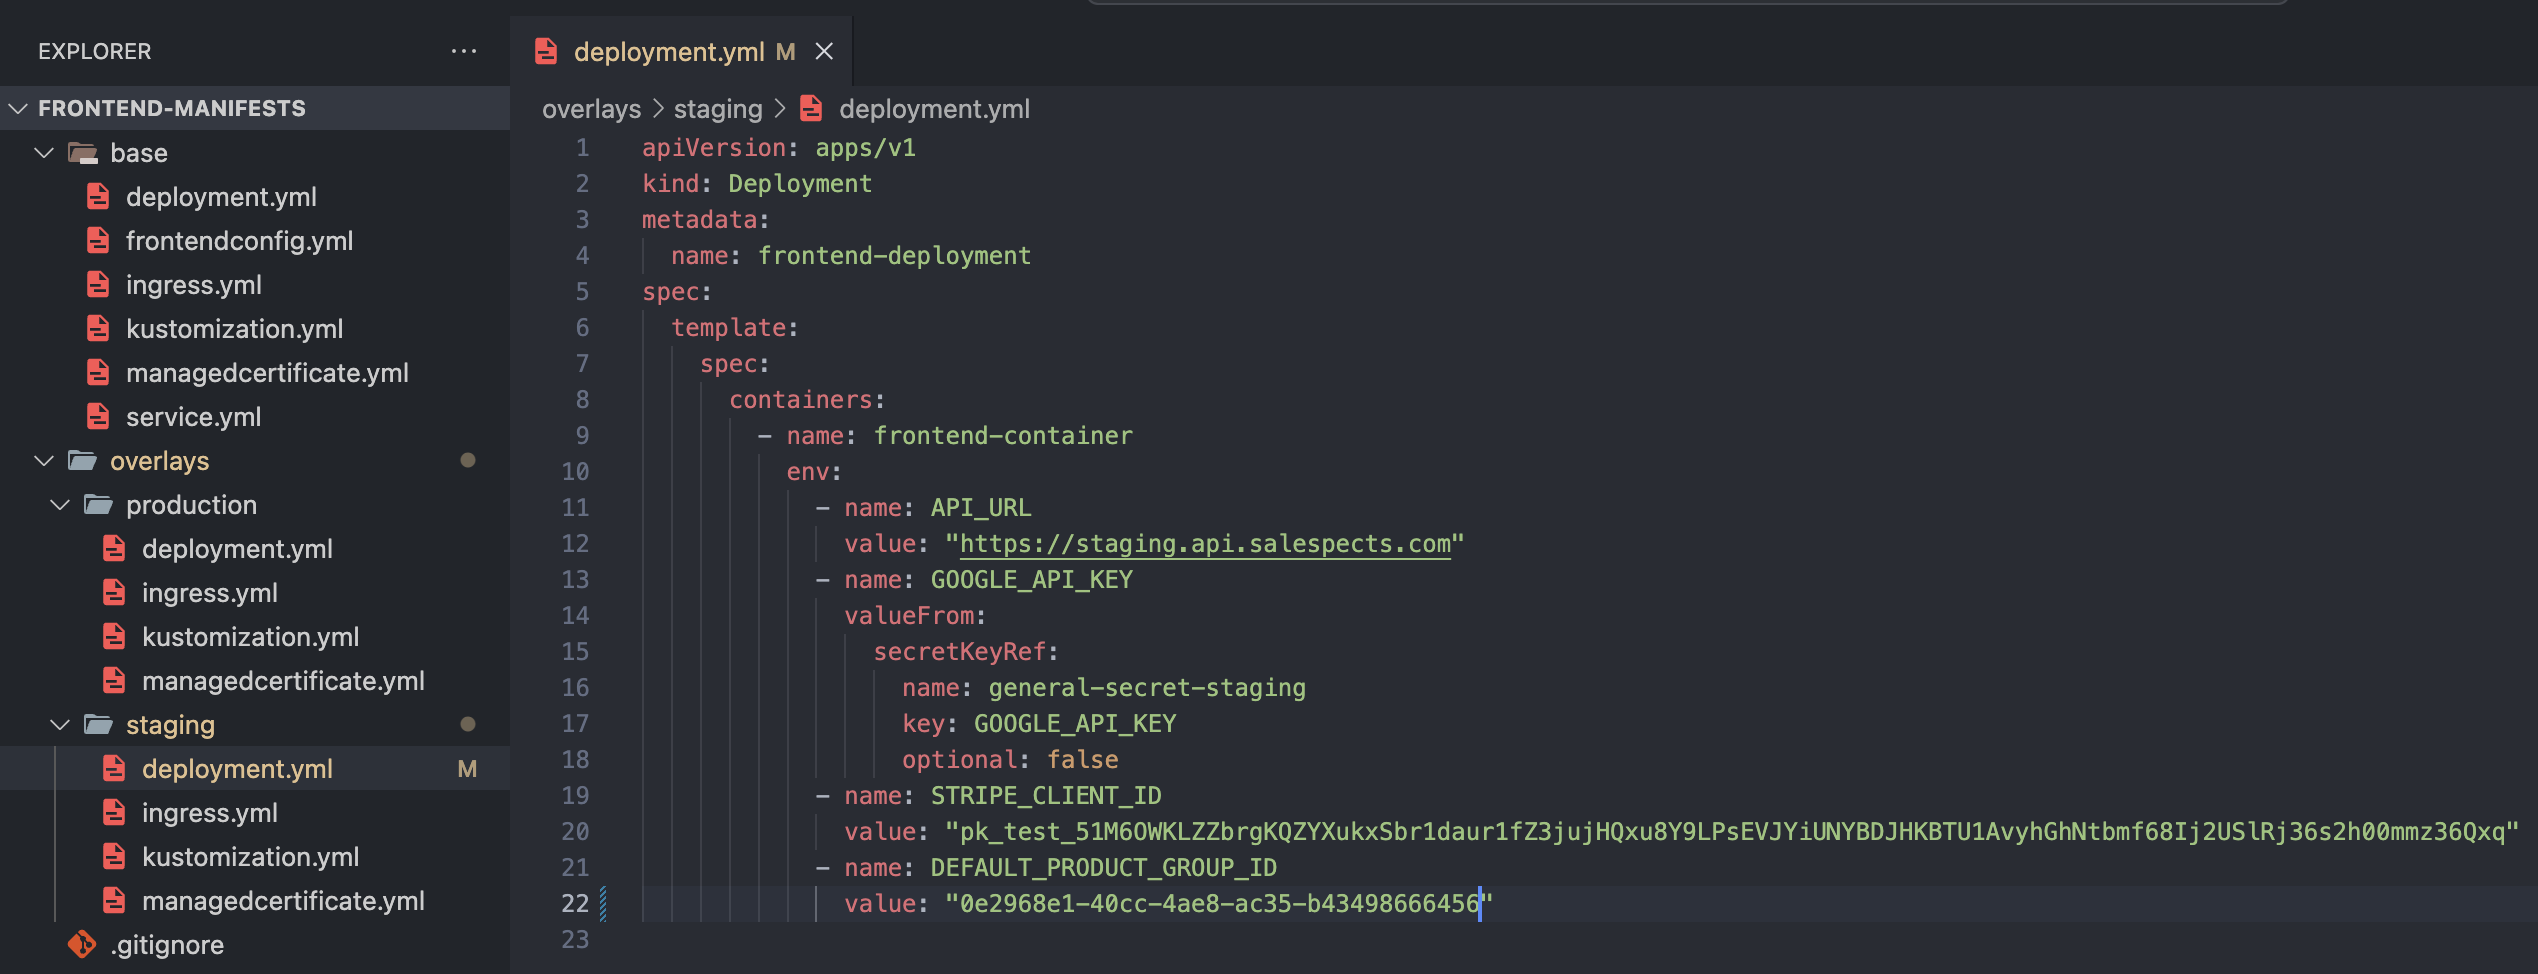 EXPLORER
FRONTEND-MANIFESTS
base
deployment.yml
frontendconfig.yml
ingress.yml
kustomization.yml
managedcertificate.yml
service.yml
overlays
production
deployment.yml
ingress.yml
kustomization.yml
managedcertificate.yml
staging
deployment.yml M
ingress.yml
kustomization.yml
managedcertificate.yml
.gitignore
deployment.yml M
overlays > staging > deployment.yml
1 apiVersion: apps/v1
2 kind: Deployment
3 metadata:
4 name: frontend-deployment
5 spec:
6 template:
7 spec:
8 containers:
9 - name: frontend-container
10 env:
11 - name: API_URL
12 value: "https://staging.api.salespects.com"
13 - name: GOOGLE_API_KEY
14 valueFrom:
15 secretKeyRef:
16 name: general-secret-staging
17 key: GOOGLE_API_KEY
18 optional: false
19 - name: STRIPE_CLIENT_ID
20 value: "pk_test_51M6OWKLZZbrgKQZYXukxSbr1daur1fZ3jujHQxu8Y9LPsEVJYiUNYBDJHKBTU1AvyhGhNtbmf68Ij2USlRj36s2h00mmz36Qxq"
21 - name: DEFAULT_PRODUCT_GROUP_ID
22 value: "0e2968e1-40cc-4ae8-ac35-b43498666456"
23